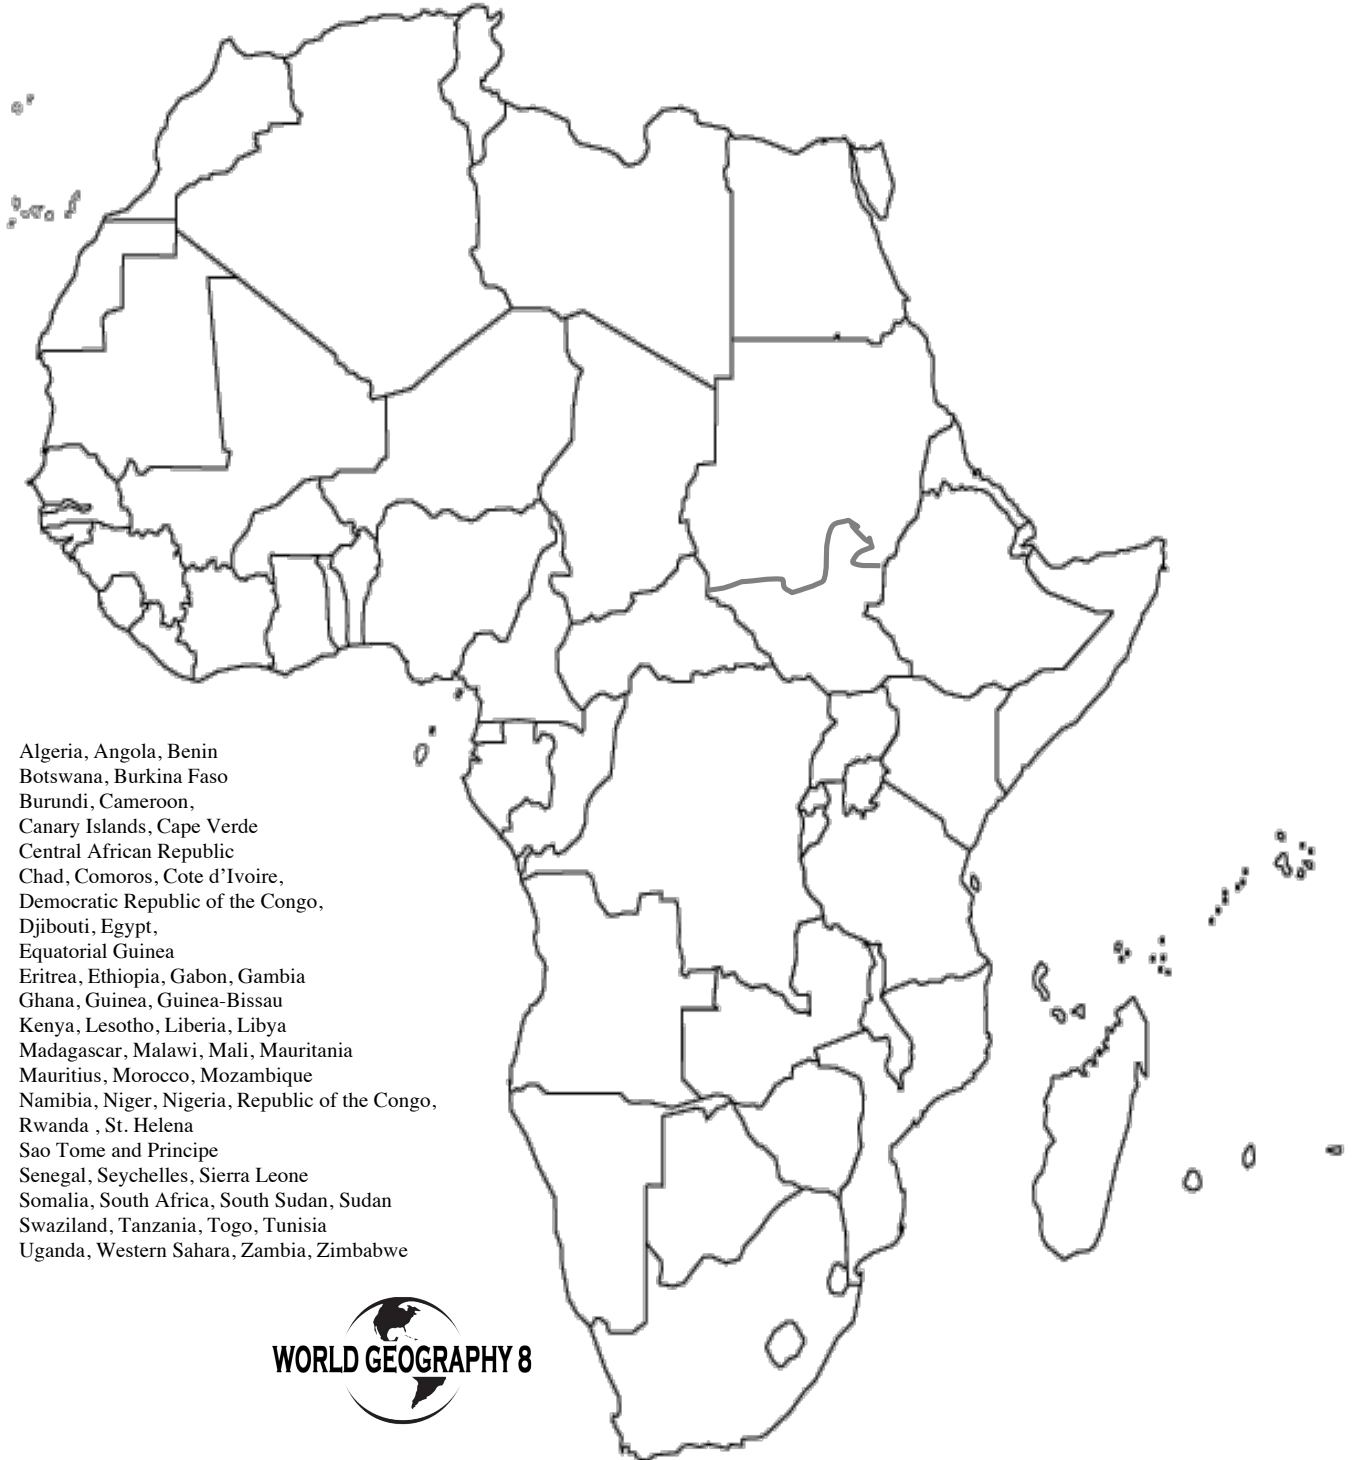 Algeria, Angola, Benin
Botswana, Burkina Faso
Burundi, Cameroon,
Canary Islands, Cape Verde
Central African Republic
Chad, Comoros, Cote d’Ivoire,
Democratic Republic of the Congo,
Djibouti, Egypt,
Equatorial Guinea
Eritrea, Ethiopia, Gabon, Gambia
Ghana, Guinea, Guinea-Bissau
Kenya, Lesotho, Liberia, Libya
Madagascar, Malawi, Mali, Mauritania
Mauritius, Morocco, Mozambique
Namibia, Niger, Nigeria, Republic of the Congo,
Rwanda , St. Helena
Sao Tome and Principe
Senegal, Seychelles, Sierra Leone
Somalia, South Africa, South Sudan, Sudan
Swaziland, Tanzania, Togo, Tunisia
Uganda, Western Sahara, Zambia, Zimbabwe
WORLD GEOGRAPHY 8